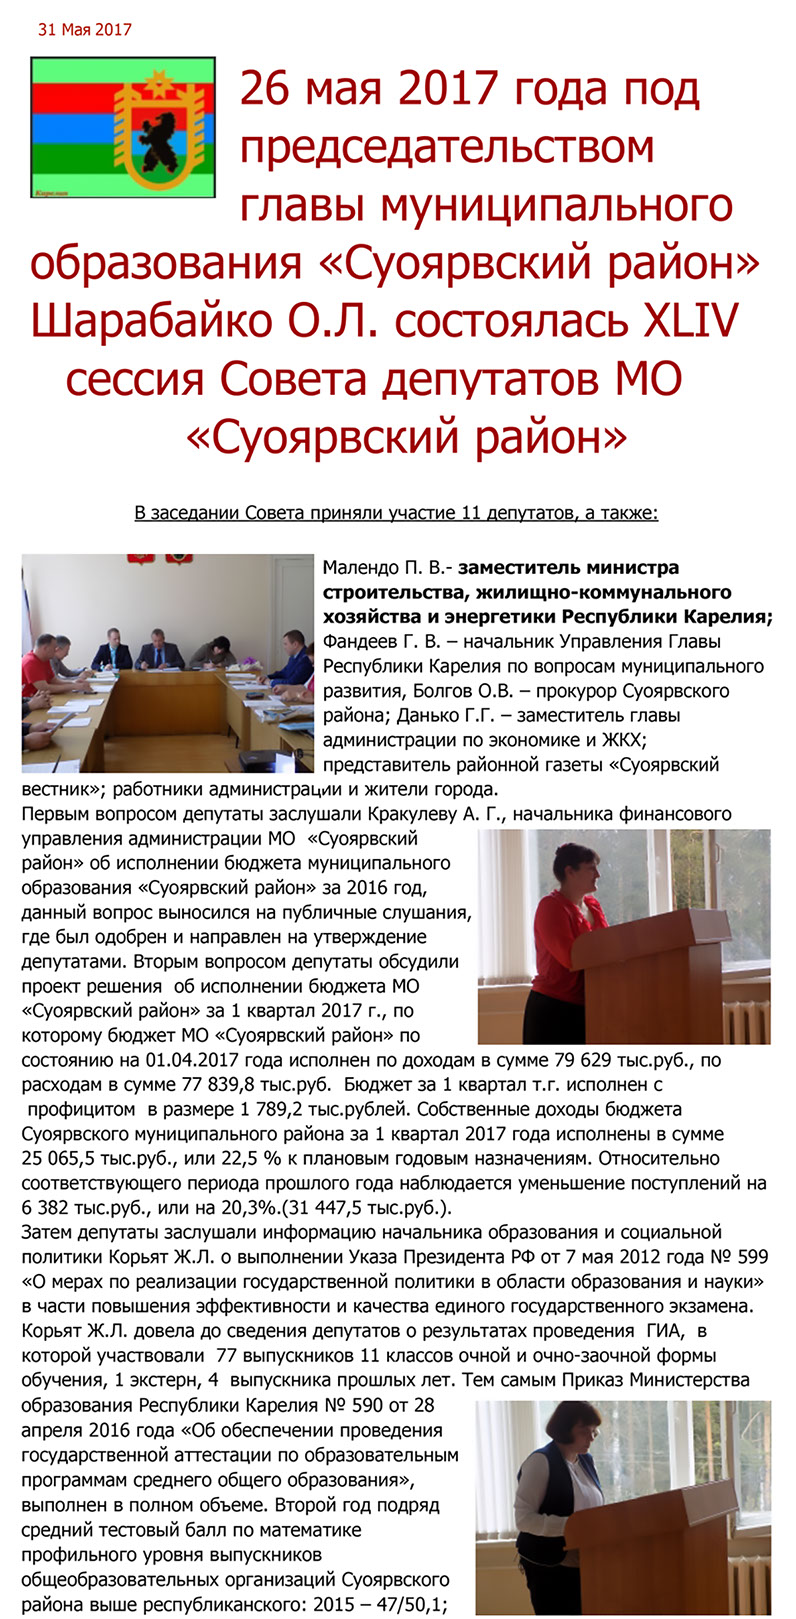 31 Мая 2017
Карелия
26 мая 2017 года под
председательством
главы муниципального
образования «Суоярвский район»
Шарабайко О.Л. состоялась XLIV
сессия Совета депутатов МО
«Суоярвский район»
В заседании Совета приняли участие 11 депутатов, а также:
Малендо П. В.- заместитель министра
строительства, жилищно-коммунального
хозяйства и энергетики Республики Карелия;
Фандеев Г. В. – начальник Управления Главы
Республики Карелия по вопросам муниципального
развития, Болгов О.В. – прокурор Суоярвского
района; Данько Г.Г. – заместитель главы
администрации по экономике и ЖКХ;
представитель районной газеты «Суоярвский
вестник»; работники администрации и жители города.
Первым вопросом депутаты заслушали Кракулеву А. Г., начальника финансового
управления администрации МО «Суоярвский
район» об исполнении бюджета муниципального
образования «Суоярвский район» за 2016 год,
данный вопрос выносился на публичные слушания,
где был одобрен и направлен на утверждение
депутатами. Вторым вопросом депутаты обсудили
проект решения об исполнении бюджета МО
«Суоярвский район» за 1 квартал 2017 г., по
которому бюджет МО «Суоярвский район» по
состоянию на 01.04.2017 года исполнен по доходам в сумме 79 629 тыс.руб., по
расходам в сумме 77 839,8 тыс.руб. Бюджет за 1 квартал т.г. исполнен с
профицитом в размере 1 789,2 тыс.рублей. Собственные доходы бюджета
Суоярвского муниципального района за 1 квартал 2017 года исполнены в сумме
25 065,5 тыс.руб., или 22,5 % к плановым годовым назначениям. Относительно
соответствующего периода прошлого года наблюдается уменьшение поступлений на
6 382 тыс.руб., или на 20,3%.(31 447,5 тыс.руб.).
Затем депутаты заслушали информацию начальника образования и социальной
политики Корьят Ж.Л. о выполнении Указа Президента РФ от 7 мая 2012 года № 599
«О мерах по реализации государственной политики в области образования и науки»
в части повышения эффективности и качества единого государственного экзамена.
Корьят Ж.Л. довела до сведения депутатов о результатах проведения ГИА, в
которой участвовали 77 выпускников 11 классов очной и очно-заочной формы
обучения, 1 экстерн, 4 выпускника прошлых лет. Тем самым Приказ Министерства
образования Республики Карелия № 590 от 28
апреля 2016 года «Об обеспечении проведения
государственной аттестации по образовательным
программам среднего общего образования»,
выполнен в полном объеме. Второй год подряд
средний тестовый балл по математике
профильного уровня выпускников
общеобразовательных организаций Суоярвского
района выше республиканского: 2015 – 47/50,1;